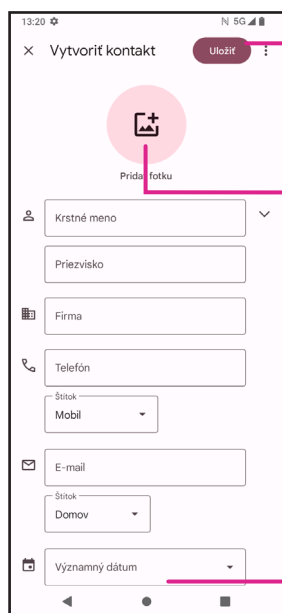 13:20 5G
Vytvoriť kontakt Uložiť
Pridať fotku
Krstné meno
Priezvisko
Firma
Telefón
Štítok
Mobil
E-mail
Štítok
Domov
Významný dátum